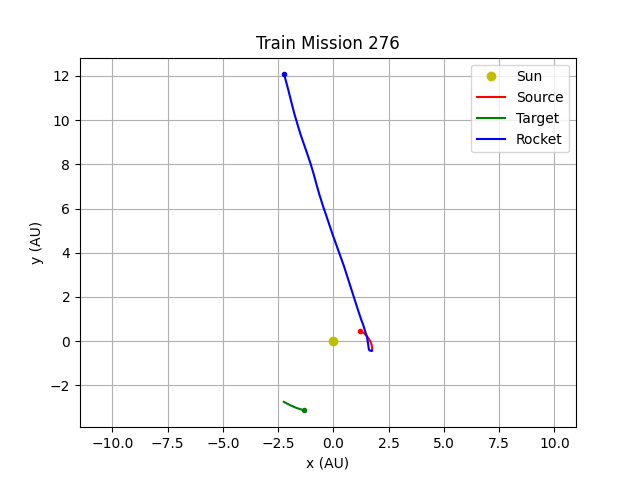 Train Mission 276
Sun
Source
Target
Rocket
12
10
8
6
4
2
0
−2
y (AU)
−10.0 −7.5 −5.0 −2.5 0.0 2.5 5.0 7.5 10.0
x (AU)